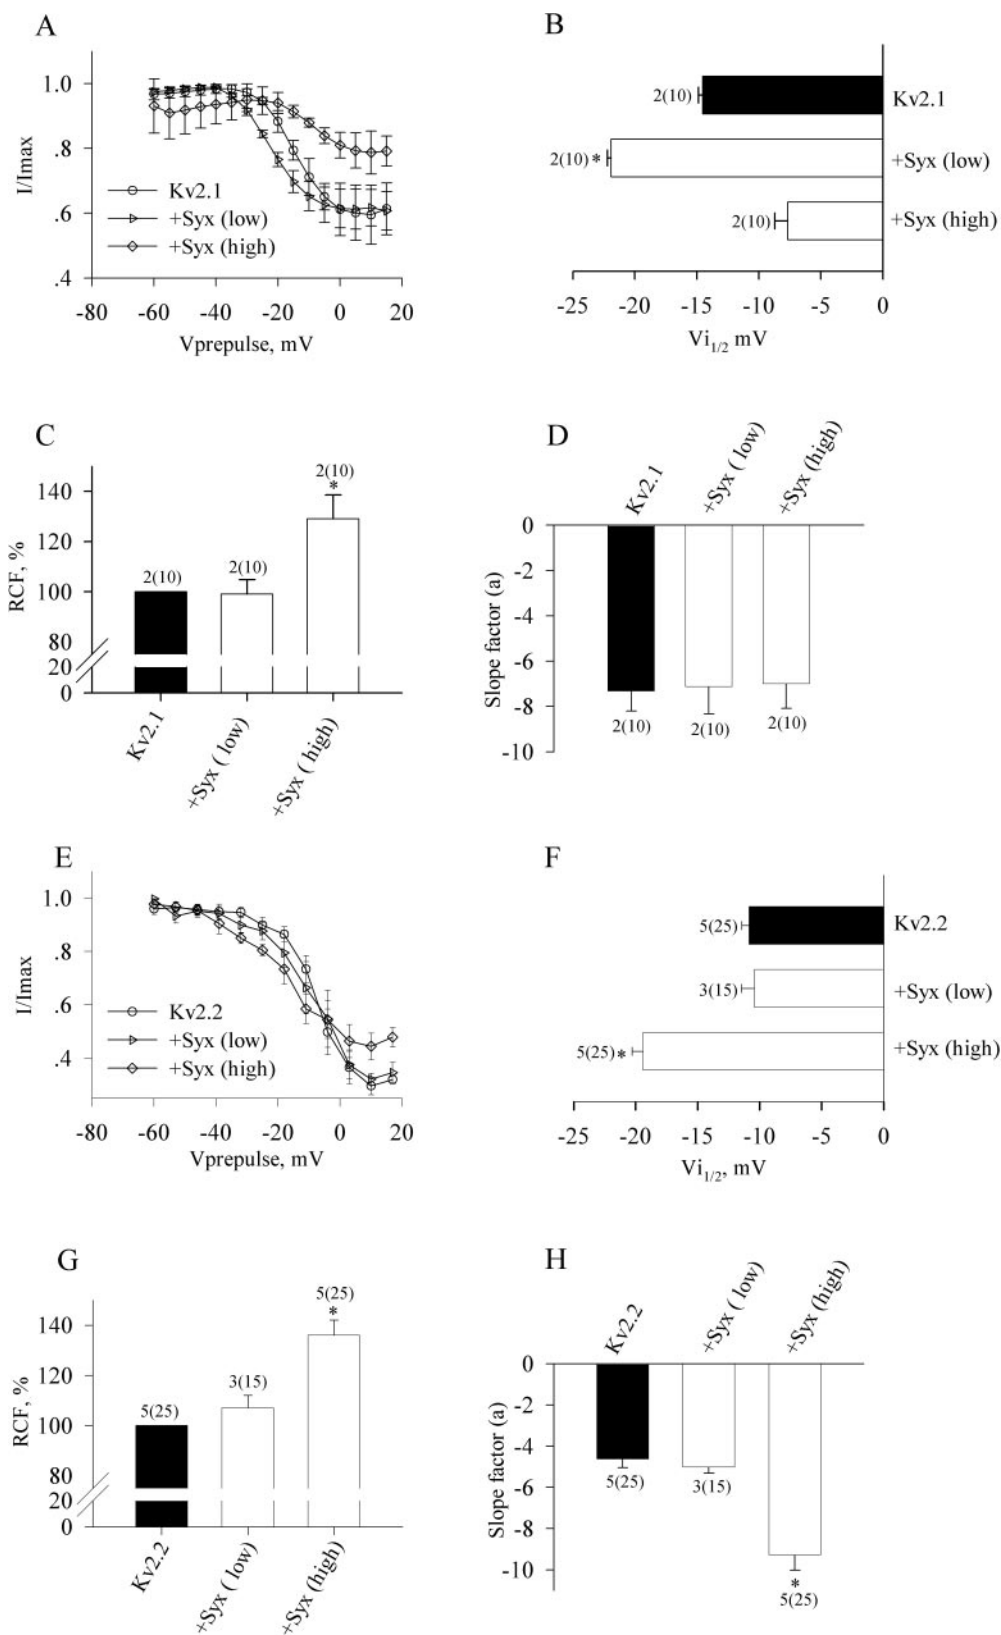 A
1.0
.8
.6
.4
I/Imax
Kv2.1
+Syx (low)
+Syx (high)
-80 -60 -40 -20 0 20
Vprepulse, mV
B
2(10)
Kv2.1
2(10) *
+Syx (low)
2(10)
+Syx (high)
-25 -20 -15 -10 -5 0
Vi1/2 mV
C
140
120
100
80
20
0
RCF, %
2(10)
2(10)
2(10)
*
Kv2.1
+Syx ( low)
+Syx ( high)
D
Kv2.1
+Syx ( low)
+Syx (high)
0
-2
-4
-6
-8
-10
Slope factor (a)
2(10)
2(10)
2(10)
E
1.0
.8
.6
.4
I/Imax
Kv2.2
+Syx (low)
+Syx (high)
-80 -60 -40 -20 0 20
Vprepulse, mV
F
5(25)
Kv2.2
3(15)
+Syx (low)
5(25) *
+Syx (high)
-25 -20 -15 -10 -5 0
Vi1/2, mV
G
140
120
100
80
20
0
RCF, %
5(25)
3(15)
5(25)
*
Kv2.2
+Syx ( low)
+Syx (high)
H
Kv2.2
+Syx ( low)
+Syx (high)
0
-2
-4
-6
-8
-10
Slope factor (a)
5(25)
3(15)
*
5(25)